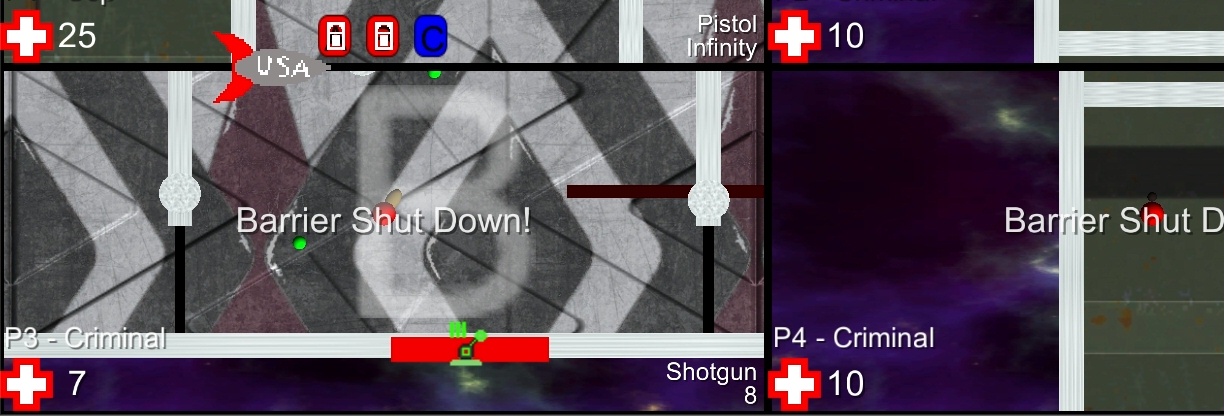 25
USA
C
Pistol
Infinity
10
B
Barrier Shut Down!
P3 - Criminal
7
Shotgun
8
Barrier Shut D
P4 - Criminal
10